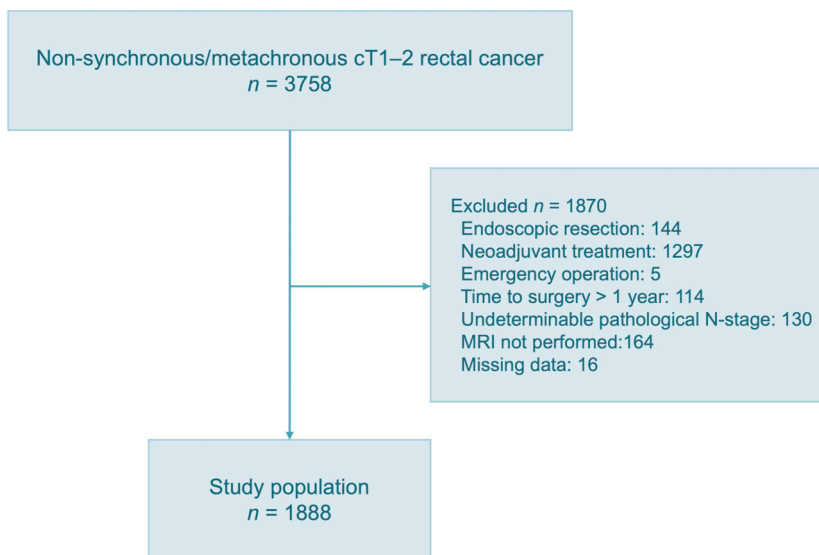 Non-synchronous/metachronous cT1–2 rectal cancer
n = 3758
Excluded n = 1870
Endoscopic resection: 144
Neoadjuvant treatment: 1297
Emergency operation: 5
Time to surgery > 1 year: 114
Undeterminable pathological N-stage: 130
MRI not performed:164
Missing data: 16
Study population
n = 1888